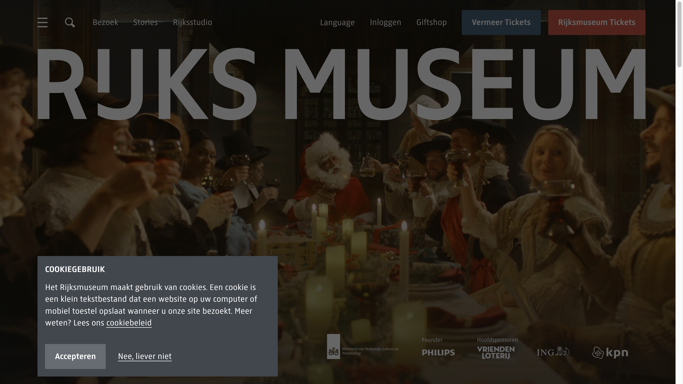 Bezoek Stories Rijksstudio Language Inloggen Giftshop Vermeer Tickets Rijksmuseum Tickets
RIJKS MUSEUM
COOKIEGEBRUIK
Het Rijksmuseum maakt gebruik van cookies. Een cookie is
een klein tekstbestand dat een website op uw computer of
mobiel toestel opslaat wanneer u onze site bezoekt. Meer
weten? Lees ons cookiebeleid
Accepteren Nee, liever niet
Founder Hoofdsponsoren
PHILIPS VRIENDEN LOTERIJ ING kpn